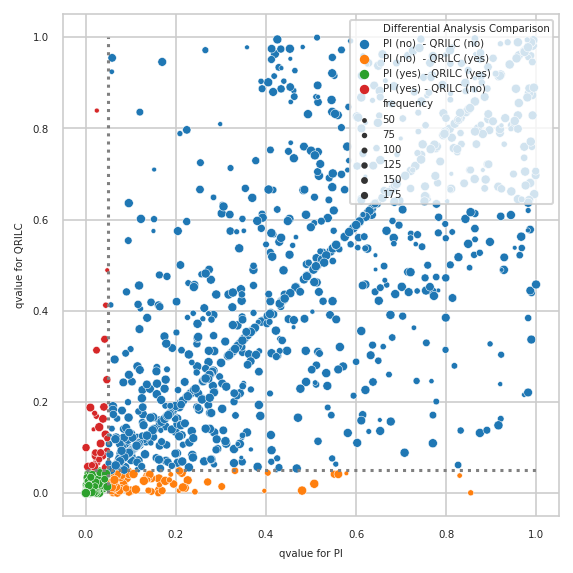 Differential Analysis Comparison
PI (no)  - QRILC (no)
PI (no)  - QRILC (yes)
PI (yes) - QRILC (yes)
PI (yes) - QRILC (no)
frequency
50
75
100
125
150
175
1.0
0.8
0.6
0.4
0.2
0.0
qvalue for QRILC
0.0 0.2 0.4 0.6 0.8 1.0
qvalue for PI